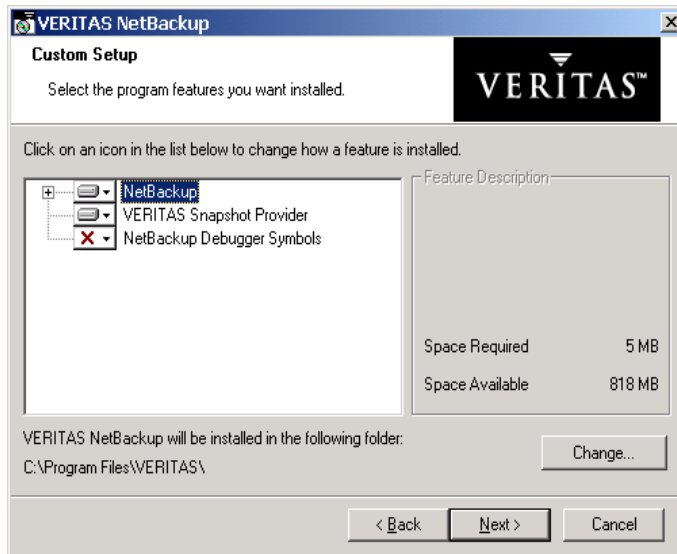 VERITAS NetBackup
Custom Setup
Select the program features you want installed.
VERITAS™
Click on an icon in the list below to change how a feature is installed.
NetBackup
VERITAS Snapshot Provider
NetBackup Debugger Symbols
Feature Description
Space Required 5 MB
Space Available 818 MB
VERITAS NetBackup will be installed in the following folder:
C:\Program Files\VERITAS\
Change...
< Back
Next >
Cancel